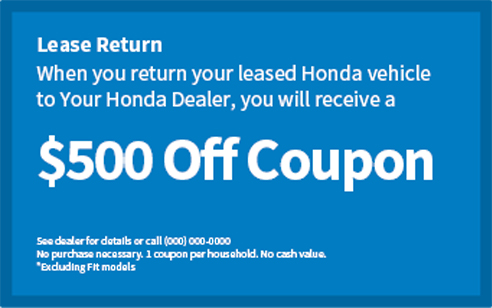 Lease Return
When you return your leased Honda vehicle
to Your Honda Dealer, you will receive a
$500 Off Coupon
See dealer for details or call (000) 000-0000
No purchase necessary. 1 coupon per household. No cash value.
*Excluding Fit models